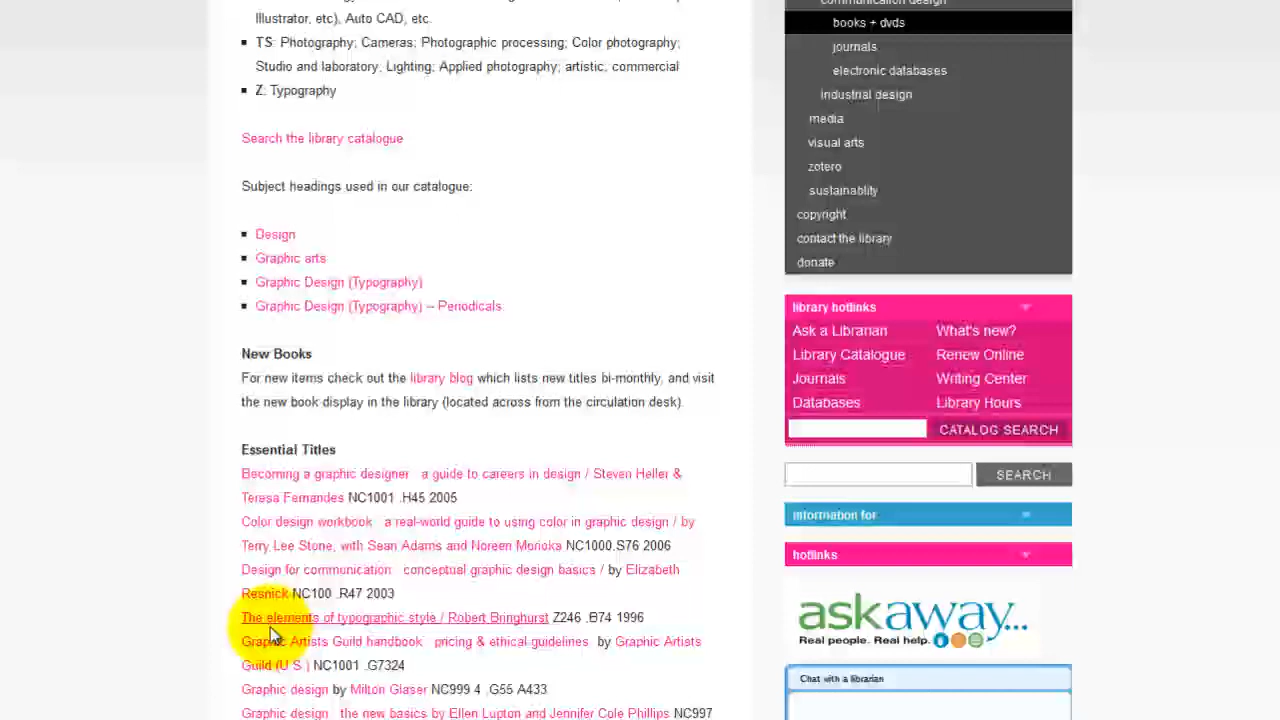 Illustrator, etc), Auto CAD, etc.
TS: Photography; Cameras; Photographic processing; Color photography;
Studio and laboratory; Lighting; Applied photography; artistic, commercial
Z: Typography
Search the library catalogue
Subject headings used in our catalogue:
Design
Graphic arts
Graphic Design (Typography)
Graphic Design (Typography) – Periodicals
New Books
For new items check out the library blog which lists new titles bi-monthly, and visit
the new book display in the library (located across from the circulation desk).
Essential Titles
Becoming a graphic designer a guide to careers in design / Steven Heller &
Teresa Fernandes NC1001 .H45 2005
Color design workbook a real-world guide to using color in graphic design / by
Terry Lee Stone, with Sean Adams and Noreen Morioka NC1000.S76 2006
Design for communication conceptual graphic design basics / by Elizabeth
Resnick NC100 .R47 2003
The elements of typographic style / Robert Bringhurst Z246 .B74 1996
Graphic Artists Guild handbook pricing & ethical guidelines by Graphic Artists
Guild (U.S.) NC1001 .G7324
Graphic design by Milton Glaser NC999 4 .G55 A433
Graphic design the new basics by Ellen Lupton and Jennifer Cole Phillips NC997
communication design
books + dvds
journals
electronic databases
industrial design
media
visual arts
zotero
sustainablity
copyright
contact the library
donate
library hotlinks
Ask a Librarian What's new?
Library Catalogue Renew Online
Journals Writing Center
Databases Library Hours
CATALOG SEARCH
SEARCH
information for
hotlinks
askaway...
Real people. Real help.
Chat with a librarian